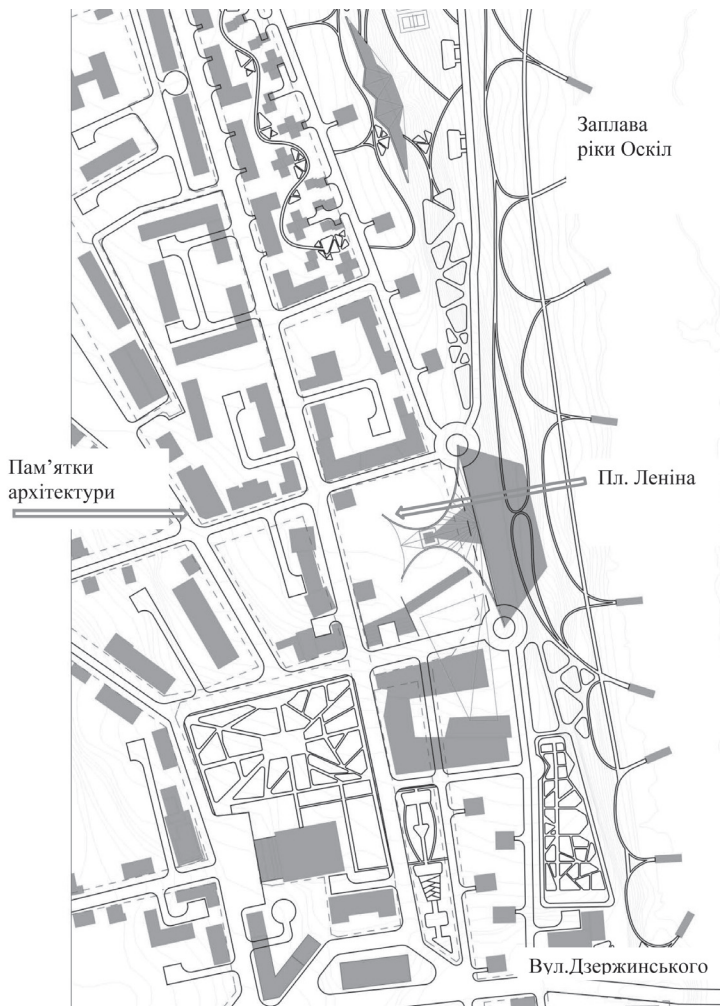 Заплава
ріки Оскіл
Пам’ятки
архітектури
Пл. Леніна
Вул.Дзержинського